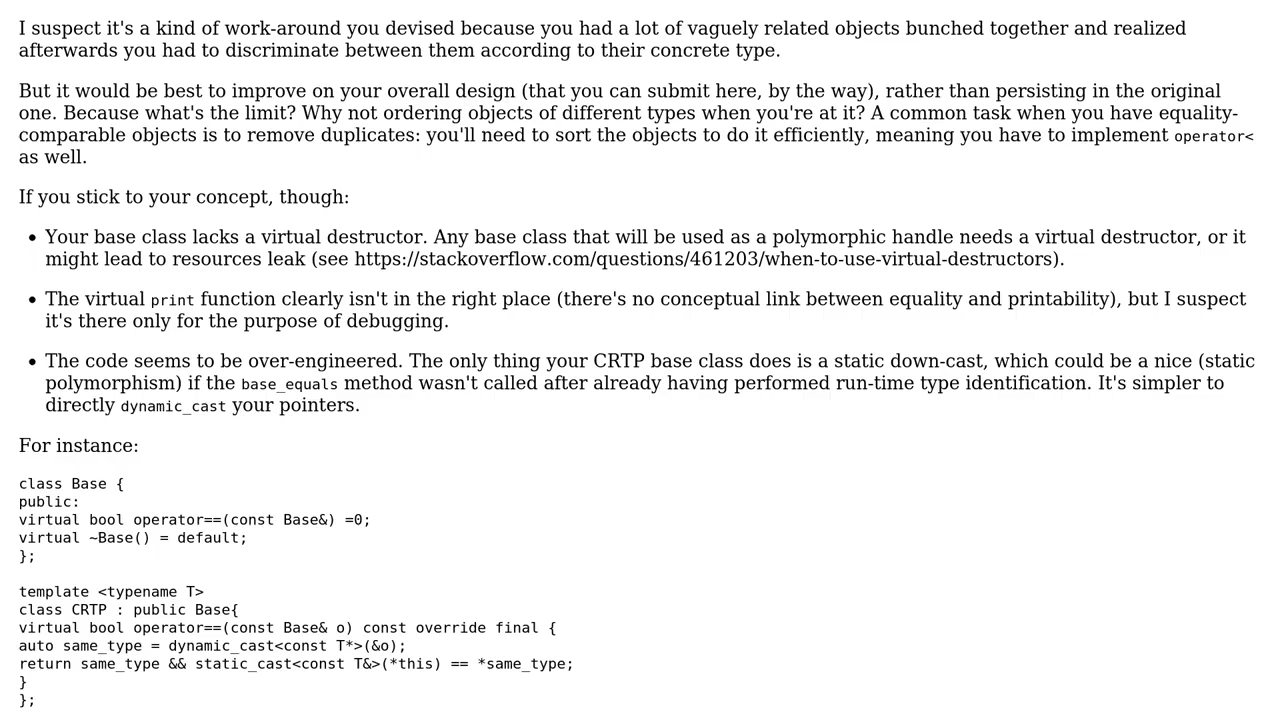 I suspect it's a kind of work-around you devised because you had a lot of vaguely related objects bunched together and realized
afterwards you had to discriminate between them according to their concrete type.
But it would be best to improve on your overall design (that you can submit here, by the way), rather than persisting in the original
one. Because what's the limit? Why not ordering objects of different types when you're at it? A common task when you have equality-
comparable objects is to remove duplicates: you'll need to sort the objects to do it efficiently, meaning you have to implement operator<
as well.
If you stick to your concept, though:
• Your base class lacks a virtual destructor. Any base class that will be used as a polymorphic handle needs a virtual destructor, or it
might lead to resources leak (see https://stackoverflow.com/questions/461203/when-to-use-virtual-destructors).
• The virtual print function clearly isn't in the right place (there's no conceptual link between equality and printability), but I suspect
it's there only for the purpose of debugging.
• The code seems to be over-engineered. The only thing your CRTP base class does is a static down-cast, which could be a nice (static
polymorphism) if the base_equals method wasn't called after already having performed run-time type identification. It's simpler to
directly dynamic_cast your pointers.
For instance:
class Base {
public:
virtual bool operator==(const Base&) =0;
virtual ~Base() = default;
};
template <typename T>
class CRTP : public Base{
virtual bool operator==(const Base& o) const override final {
auto same_type = dynamic_cast<const T*>(&o);
return same_type && static_cast<const T&>(*this) == *same_type;
}
};